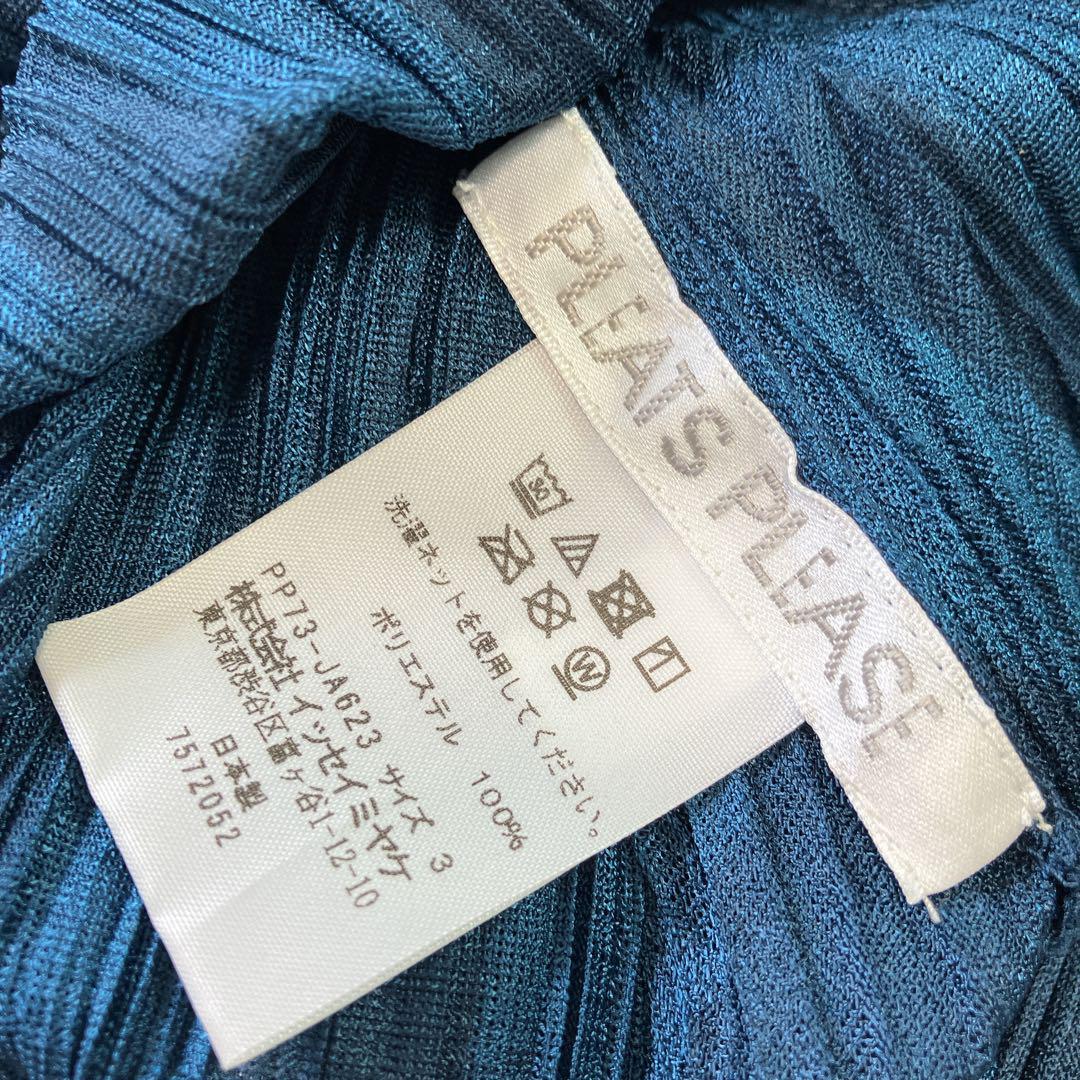 PLEATS PLEASE
30
W
洗濯ネットを使用してください。
ポリエステル 100%
PP73-JA623 サイズ 3
株式会社 イッセイミヤケ
東京都渋谷区富ヶ谷1-12-10
日本製
7572052